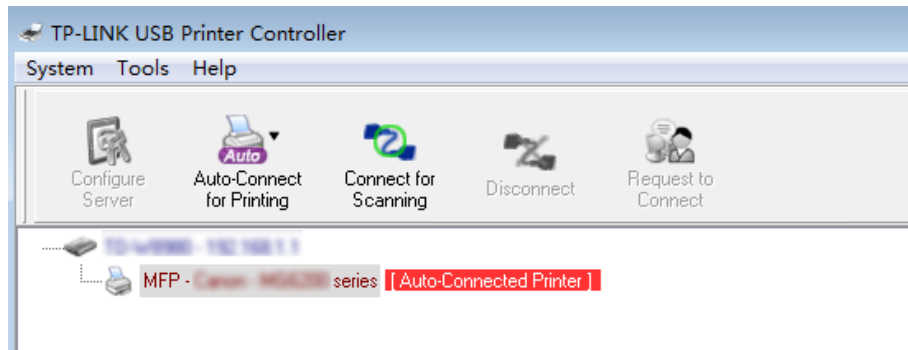 TP-LINK USB Printer Controller
System Tools Help
Auto
Configure Server
Auto-Connect for Printing
Connect for Scanning
Disconnect
Request to Connect
MFP - series [ Auto-Connected Printer ]